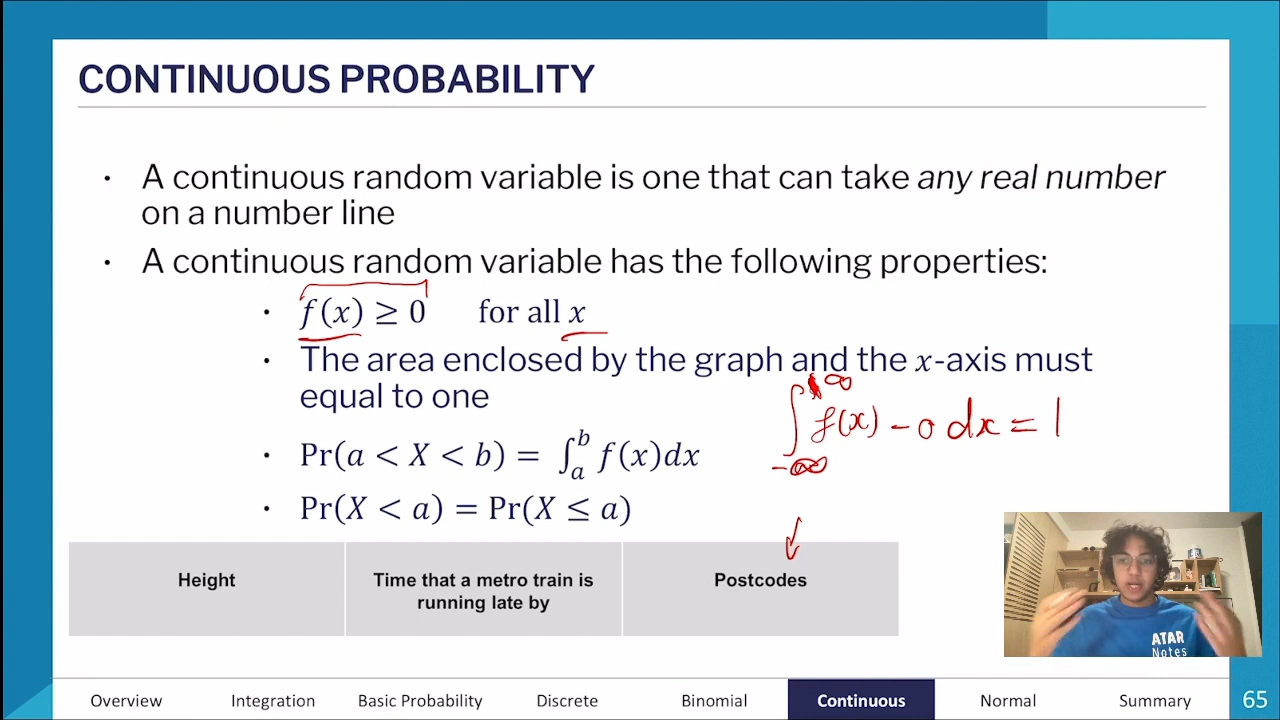 CONTINUOUS PROBABILITY
• A continuous random variable is one that can take any real number
on a number line
• A continuous random variable has the following properties:
• f(x) ≥ 0 for all x
• The area enclosed by the graph and the x-axis must
equal to one
∫_{-∞}^{∞} f(x) - 0 dx = 1
• Pr(a < X < b) = ∫_a^b f(x)dx
• Pr(X < a) = Pr(X ≤ a)
Height
Time that a metro train is
running late by
Postcodes
ATAR
Notes
Overview Integration Basic Probability Discrete Binomial Continuous Normal Summary 65